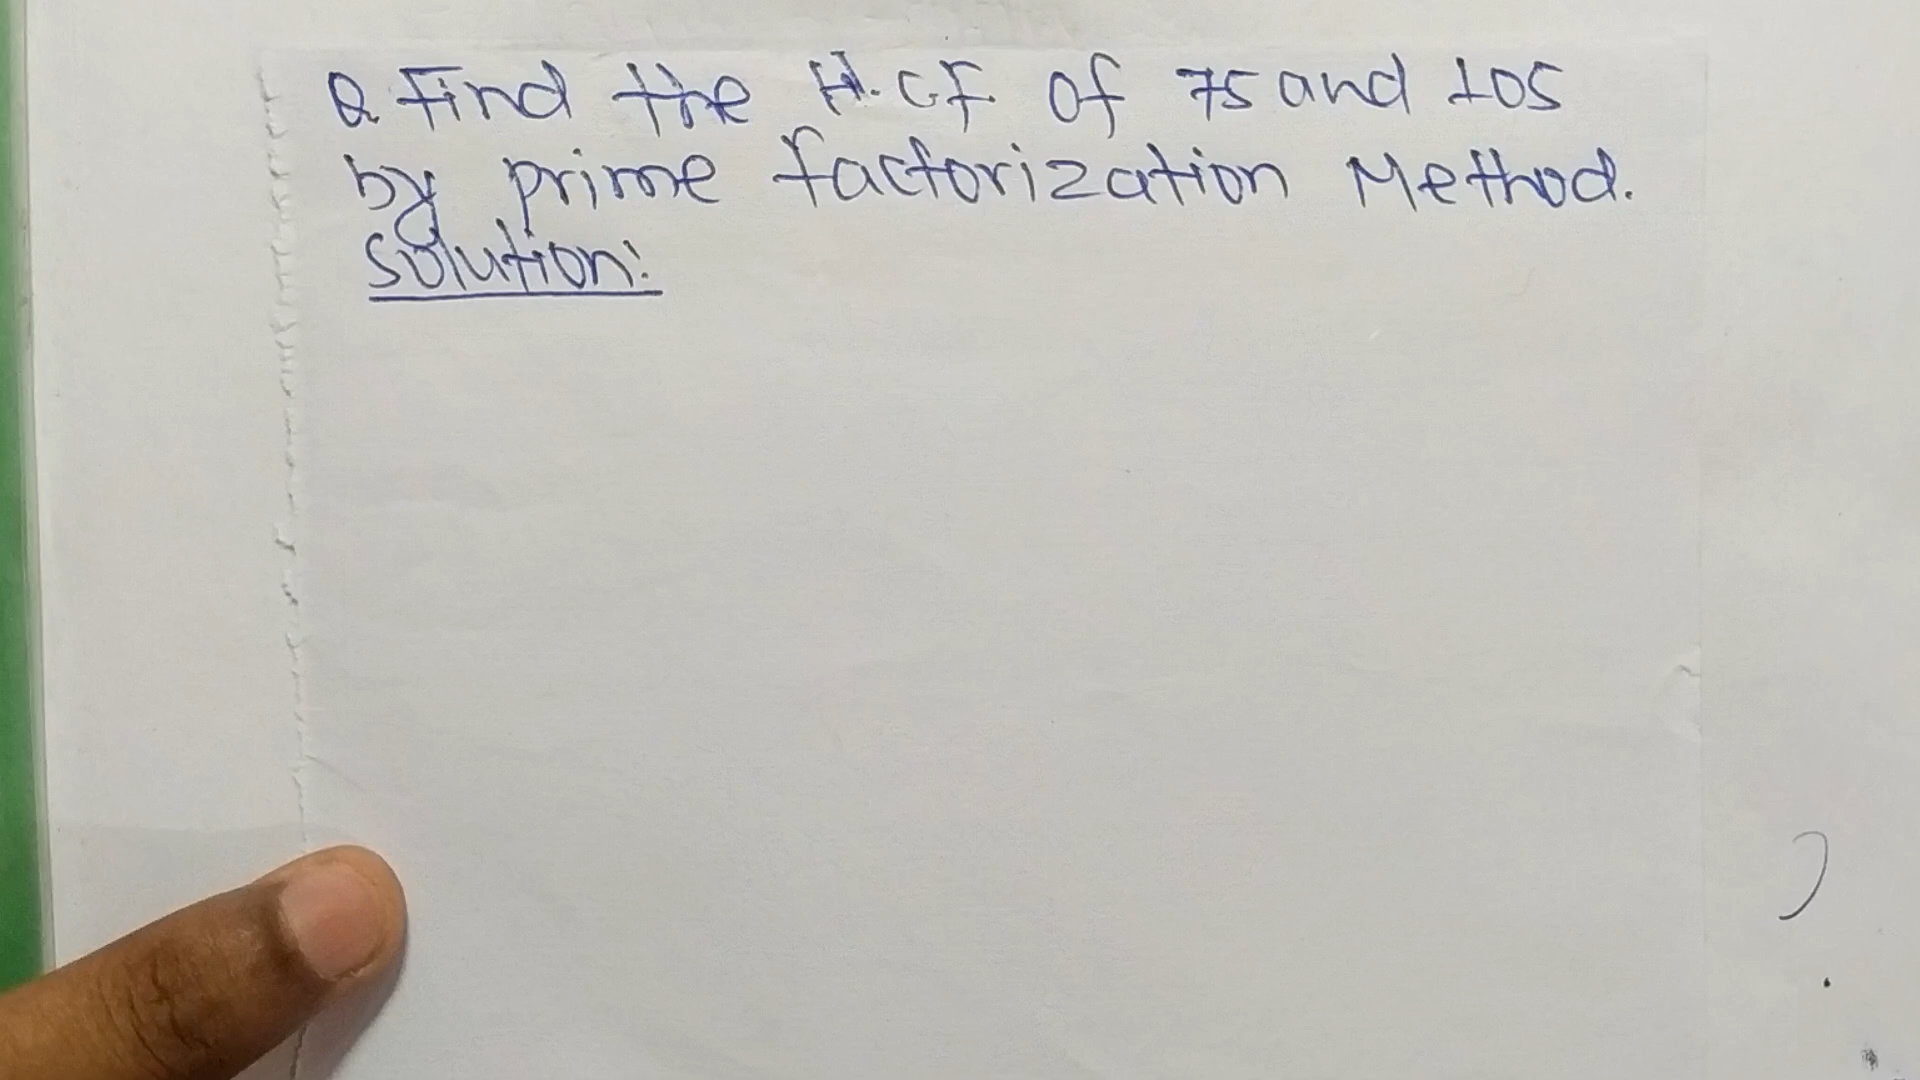 Q. Find the H.C.F. of 75 and 105
by prime factorization Method.
Solution: